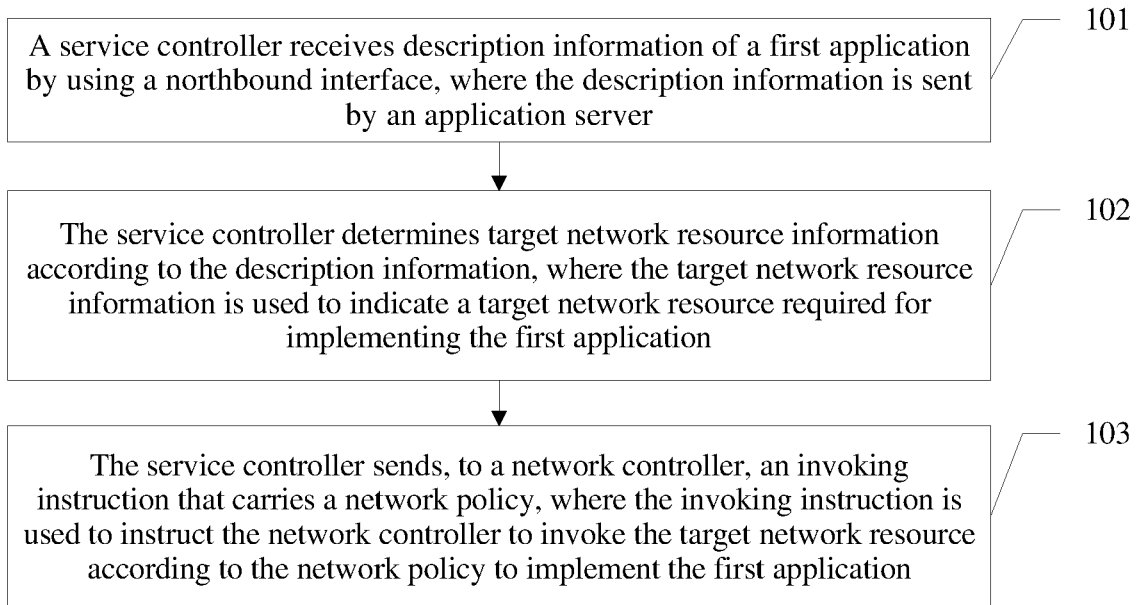 101
A service controller receives description information of a first application
by using a northbound interface, where the description information is sent
by an application server
102
The service controller determines target network resource information
according to the description information, where the target network resource
information is used to indicate a target network resource required for
implementing the first application
103
The service controller sends, to a network controller, an invoking
instruction that carries a network policy, where the invoking instruction is
used to instruct the network controller to invoke the target network resource
according to the network policy to implement the first application